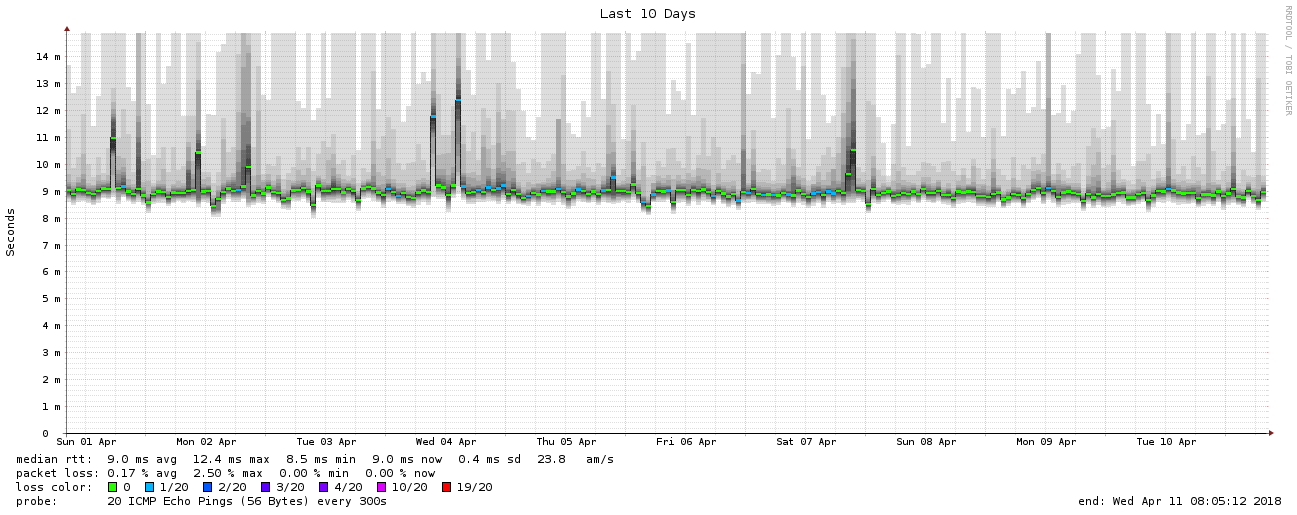 Last 10 Days
RRDTOOL / TOBI OETIKER
Seconds
14 m
13 m
12 m
11 m
10 m
9 m
8 m
7 m
6 m
5 m
4 m
3 m
2 m
1 m
0
Sun 01 Apr Mon 02 Apr Tue 03 Apr Wed 04 Apr Thu 05 Apr Fri 06 Apr Sat 07 Apr Sun 08 Apr Mon 09 Apr Tue 10 Apr
median rtt: 9.0 ms avg 12.4 ms max 8.5 ms min 9.0 ms now 0.4 ms sd 23.8 am/s
packet loss: 0.17 % avg 2.50 % max 0.00 % min 0.00 % now
loss color: 0 1/20 2/20 3/20 4/20 10/20 19/20
probe: 20 ICMP Echo Pings (56 Bytes) every 300s end: Wed Apr 11 08:05:12 2018